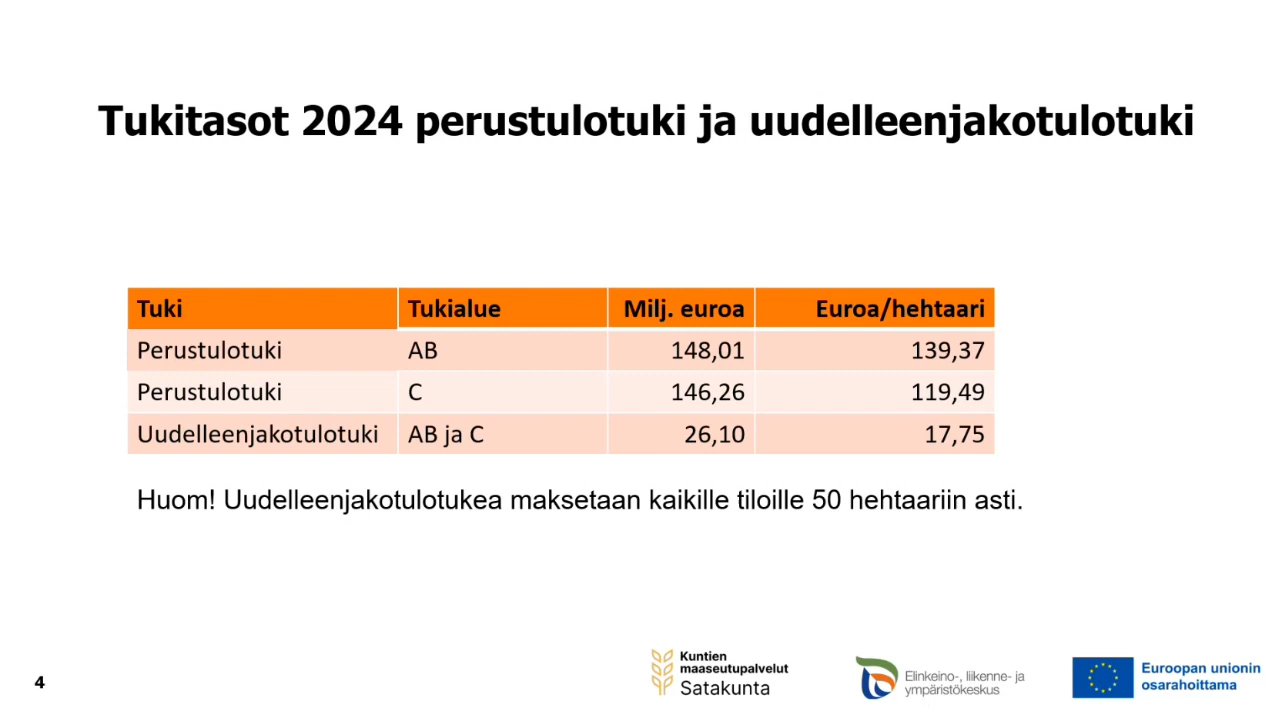 Tukitasot 2024 perustulotuki ja uudelleenjakotulotuki
Tuki Tukialue Milj. euroa Euroa/hehtaari
Perustulotuki AB 148,01 139,37
Perustulotuki C 146,26 119,49
Uudelleenjakotulotuki AB ja C 26,10 17,75
Huom! Uudelleenjakotulotukea maksetaan kaikille tiloille 50 hehtaariin asti.
4
Kuntien
maaseutupalvelut
Satakunta
Elinkeino-, liikenne- ja
ympäristökeskus
Euroopan unionin
osarahoittama